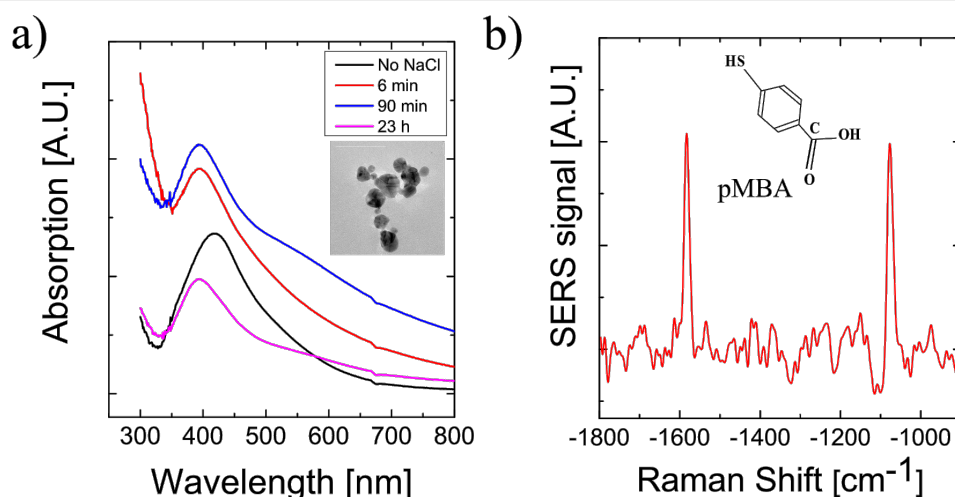 a)
Absorption [A.U.]
No NaCl
6 min
90 min
23 h
300 400 500 600 700 800
Wavelength [nm]
b)
SERS signal [A.U.]
HS
C
OH
O
pMBA
-1800 -1600 -1400 -1200 -1000
Raman Shift [cm⁻¹]